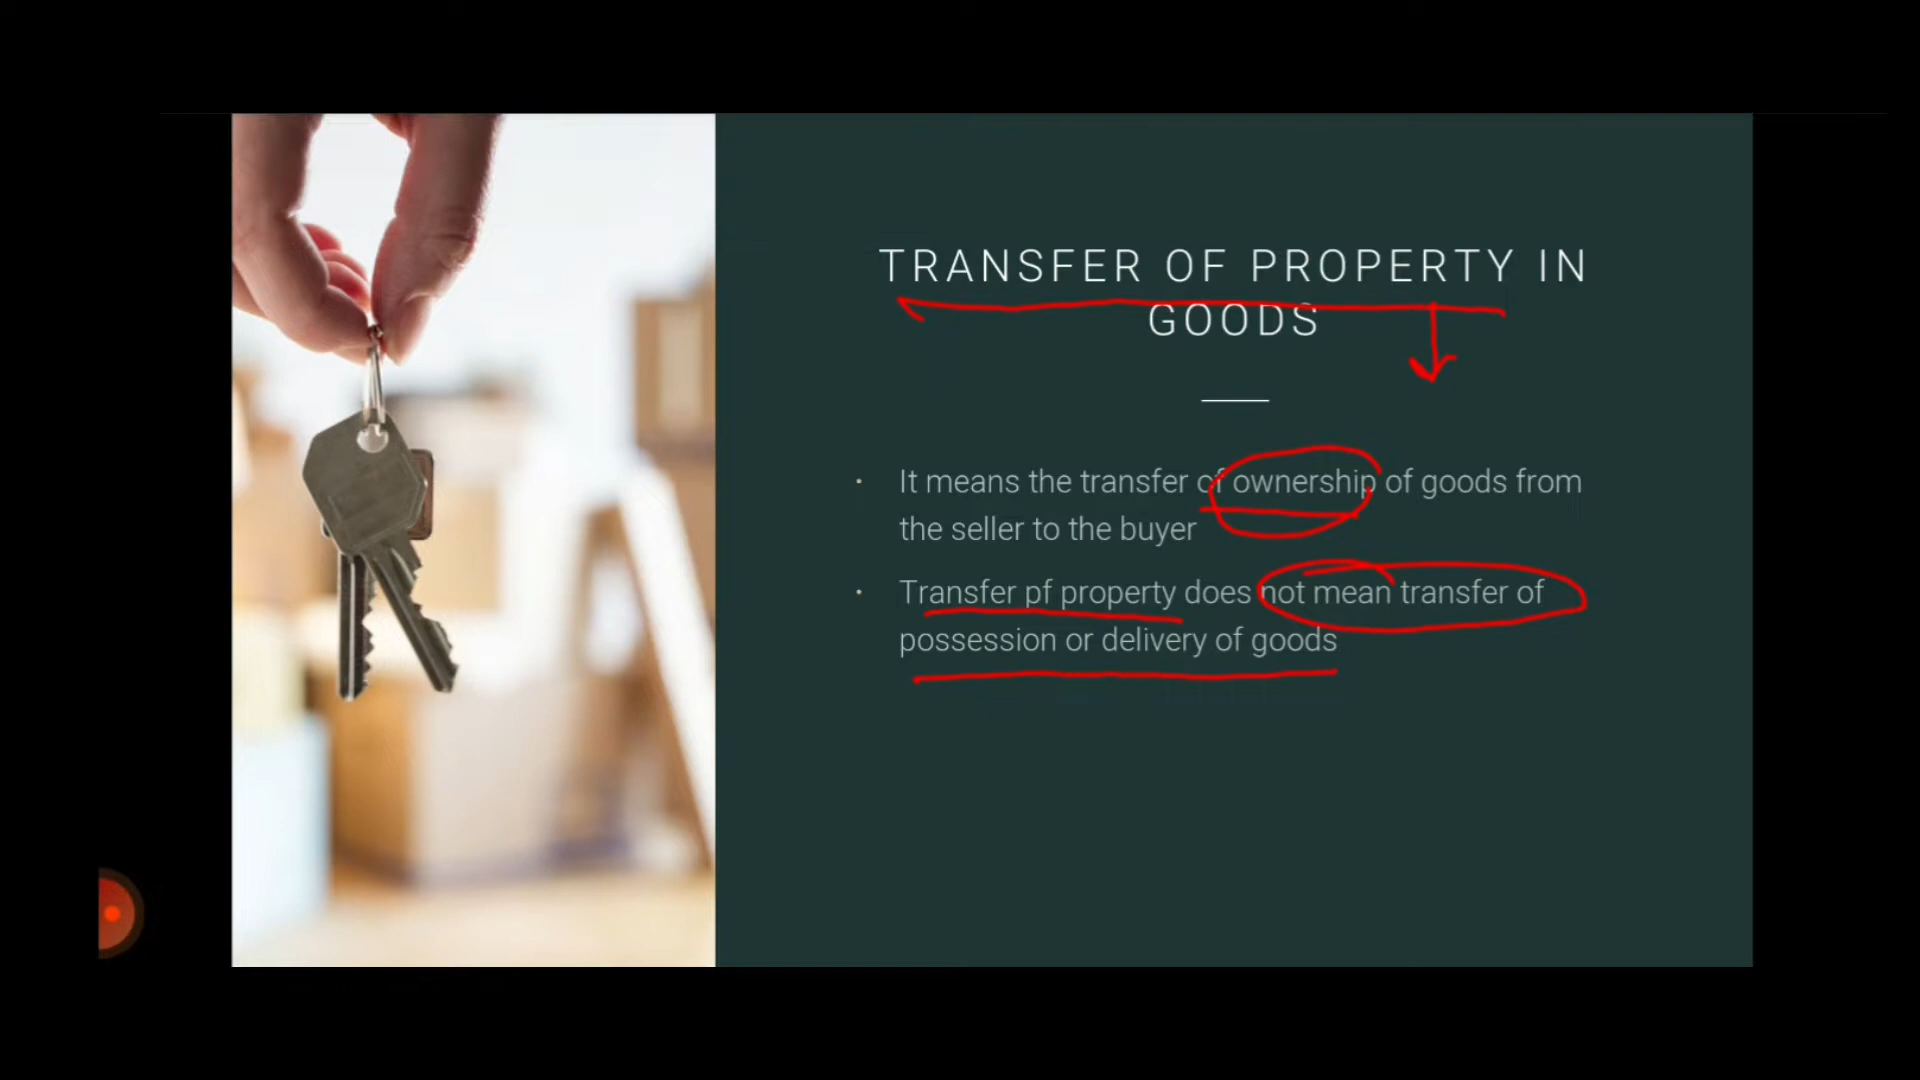 TRANSFER OF PROPERTY IN
GOODS
· It means the transfer of ownership of goods from
the seller to the buyer
· Transfer pf property does not mean transfer of
possession or delivery of goods